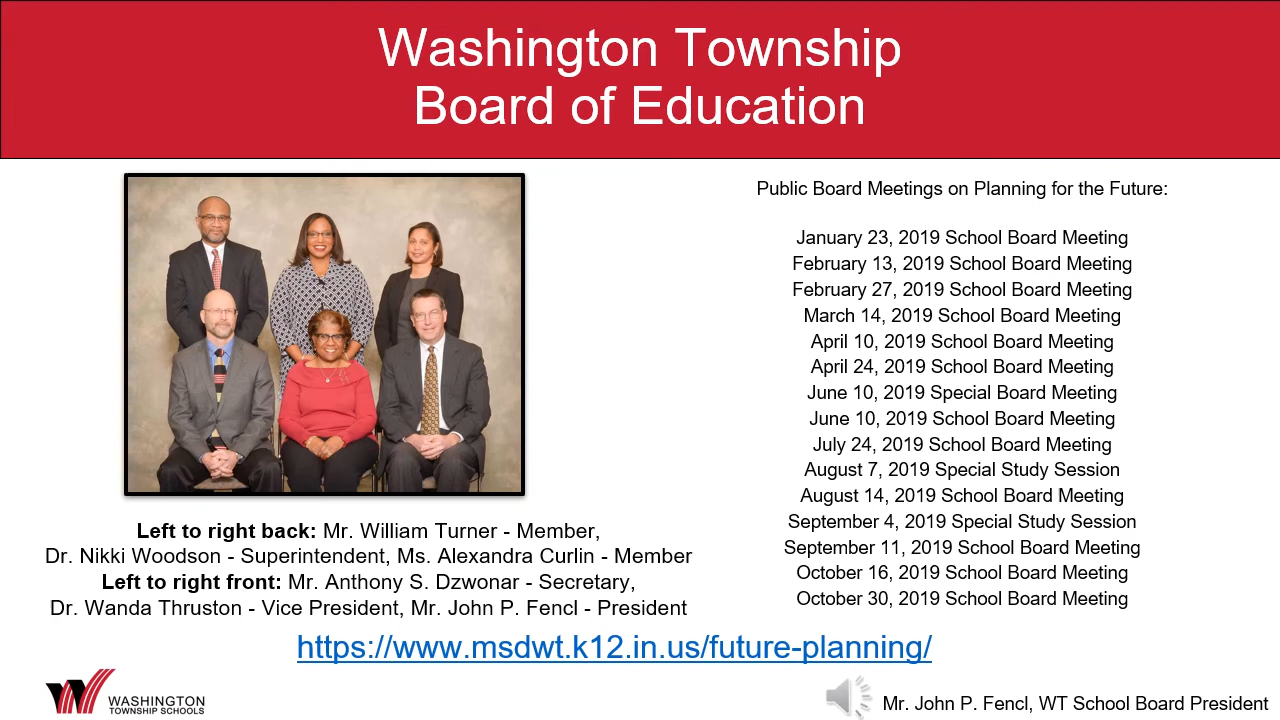 Washington Township
Board of Education
Public Board Meetings on Planning for the Future:
January 23, 2019 School Board Meeting
February 13, 2019 School Board Meeting
February 27, 2019 School Board Meeting
March 14, 2019 School Board Meeting
April 10, 2019 School Board Meeting
April 24, 2019 School Board Meeting
June 10, 2019 Special Board Meeting
June 10, 2019 School Board Meeting
July 24, 2019 School Board Meeting
August 7, 2019 Special Study Session
August 14, 2019 School Board Meeting
September 4, 2019 Special Study Session
September 11, 2019 School Board Meeting
October 16, 2019 School Board Meeting
October 30, 2019 School Board Meeting
Left to right back: Mr. William Turner - Member,
Dr. Nikki Woodson - Superintendent, Ms. Alexandra Curlin - Member
Left to right front: Mr. Anthony S. Dzwonar - Secretary,
Dr. Wanda Thruston - Vice President, Mr. John P. Fencl - President
https://www.msdwt.k12.in.us/future-planning/
WASHINGTON
TOWNSHIP SCHOOLS
Mr. John P. Fencl, WT School Board President